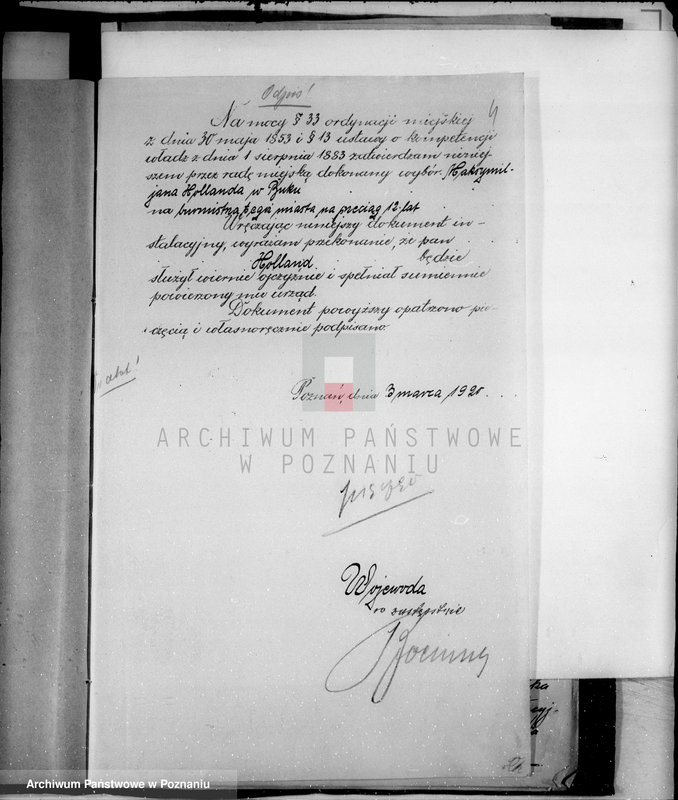 Odpis!
4
Na mocy § 33 ordynacji miejskiej
z dnia 30 maja 1853 i § 13 ustawy o kompetencji
władz z dnia 1 sierpnia 1883 zatwierdzam niniej-
szem przez radę miejską dokonany wybór Maksymil-
jana Hollanda w Buku
na burmistrza tegoż miasta na przeciąg 12 lat
Wręczając niniejszy dokument in-
stalacyjny, wyrażam przekonanie, że pan
Holland będzie
służył wiernie ojczyźnie i spełniał sumiennie
powierzony mu urząd.
Dokument powyższy opatrzono pie-
częcią i własnoręcznie podpisano.
Poznań, dnia 3 marca 1920.
ARCHIWUM PAŃSTWOWE
W POZNANIU
Wojewoda
w zastępstwie
Archiwum Państwowe w Poznaniu